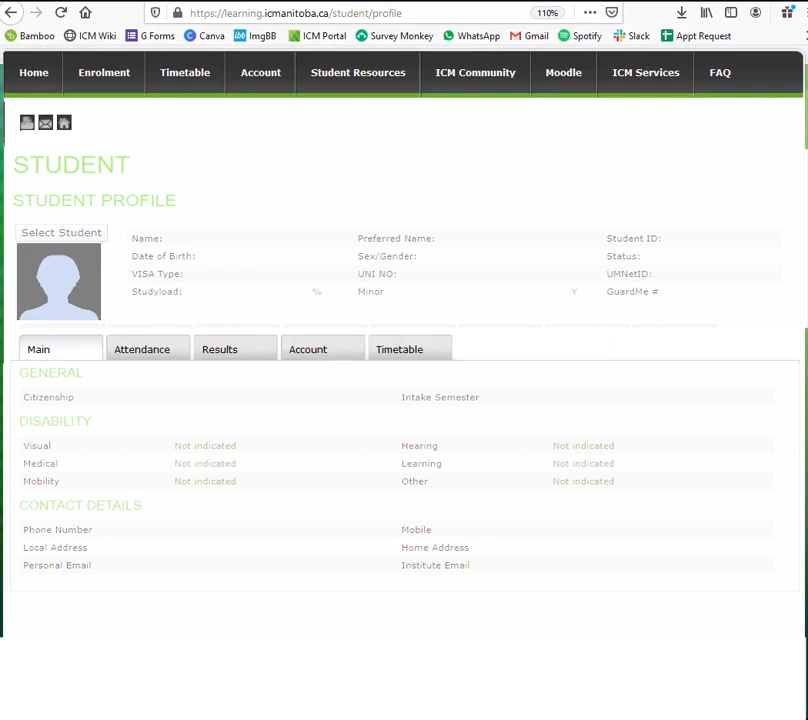 https://learning.icmanitoba.ca/student/profile 110%
Bamboo ICM Wiki G Forms Canva ibb ImgBB ICM Portal Survey Monkey WhatsApp Gmail Spotify Slack Appt Request
Home Enrolment Timetable Account Student Resources ICM Community Moodle ICM Services FAQ
STUDENT
STUDENT PROFILE
Select Student
Name: Preferred Name: Student ID:
Date of Birth: Sex/Gender: Status:
VISA Type: UNI NO: UMNetID:
Studyload: % Minor Y GuardMe #
Main Attendance Results Account Timetable
GENERAL
Citizenship Intake Semester
DISABILITY
Visual Not indicated Hearing Not indicated
Medical Not indicated Learning Not indicated
Mobility Not indicated Other Not indicated
CONTACT DETAILS
Phone Number Mobile
Local Address Home Address
Personal Email Institute Email